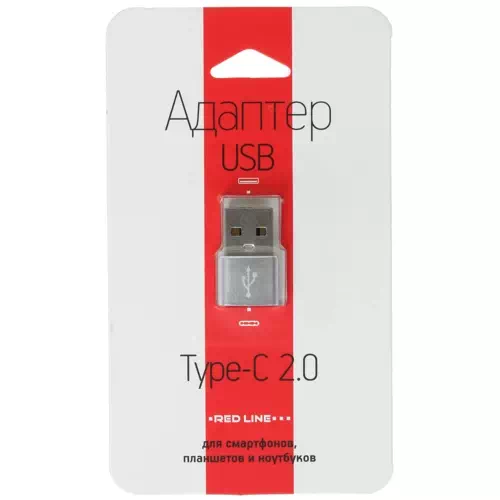 Адаптер
USB
Type-C 2.0
RED LINE
для смартфонов,
планшетов и ноутбуков